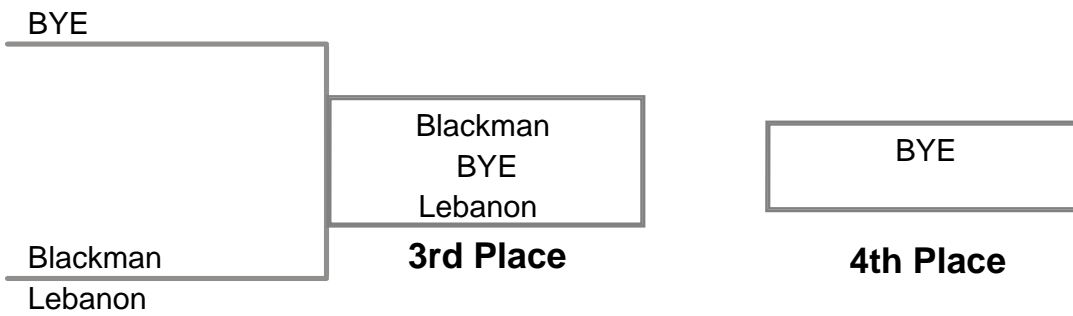 BYE
Blackman
BYE
Lebanon
3rd Place
BYE
4th Place
Blackman
Lebanon